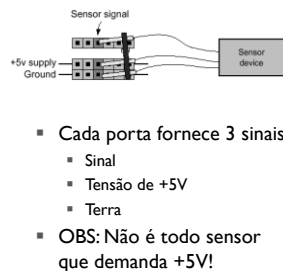 Sensor signal
+5v supply
Ground
Sensor
device
Cada porta fornece 3 sinais
Sinal
Tensão de +5V
Terra
OBS: Não é todo sensor
que demanda +5V!